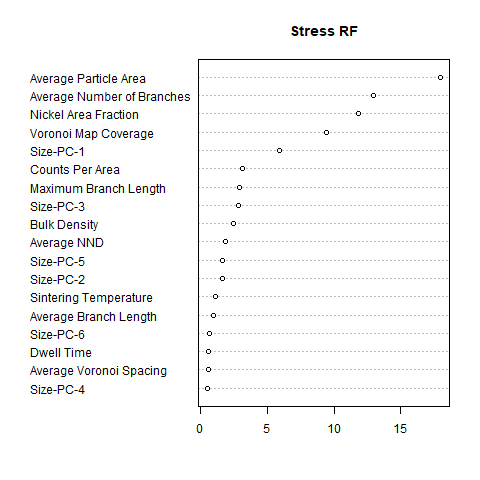 Stress RF
Average Particle Area
Average Number of Branches
Nickel Area Fraction
Voronoi Map Coverage
Size-PC-1
Counts Per Area
Maximum Branch Length
Size-PC-3
Bulk Density
Average NND
Size-PC-5
Size-PC-2
Sintering Temperature
Average Branch Length
Size-PC-6
Dwell Time
Average Voronoi Spacing
Size-PC-4
0 5 10 15